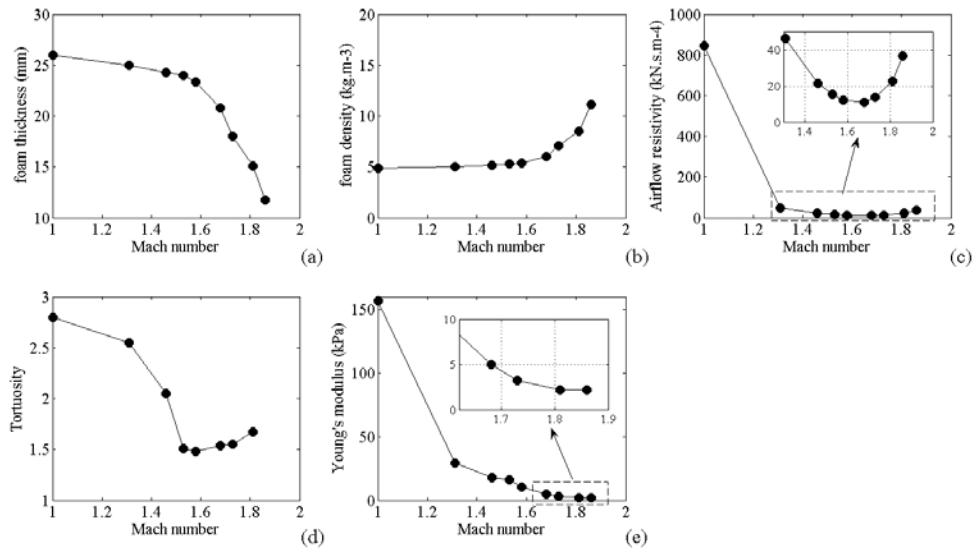 foam thickness (mm)
30
25
20
15
10
1 1.2 1.4 1.6 1.8 2
Mach number
(a)
foam density (kg.m-3)
20
15
10
5
0
1 1.2 1.4 1.6 1.8 2
Mach number
(b)
Airflow resistivity (kN.s.m-4)
1000
800
600
400
200
0
40
20
0
1.4 1.6 1.8 2
1 1.2 1.4 1.6 1.8 2
Mach number
(c)
Tortuosity
3
2.5
2
1.5
1
1 1.2 1.4 1.6 1.8 2
Mach number
(d)
Young's modulus (kPa)
150
100
50
0
10
5
0
1.7 1.8 1.9
1 1.2 1.4 1.6 1.8 2
Mach number
(e)